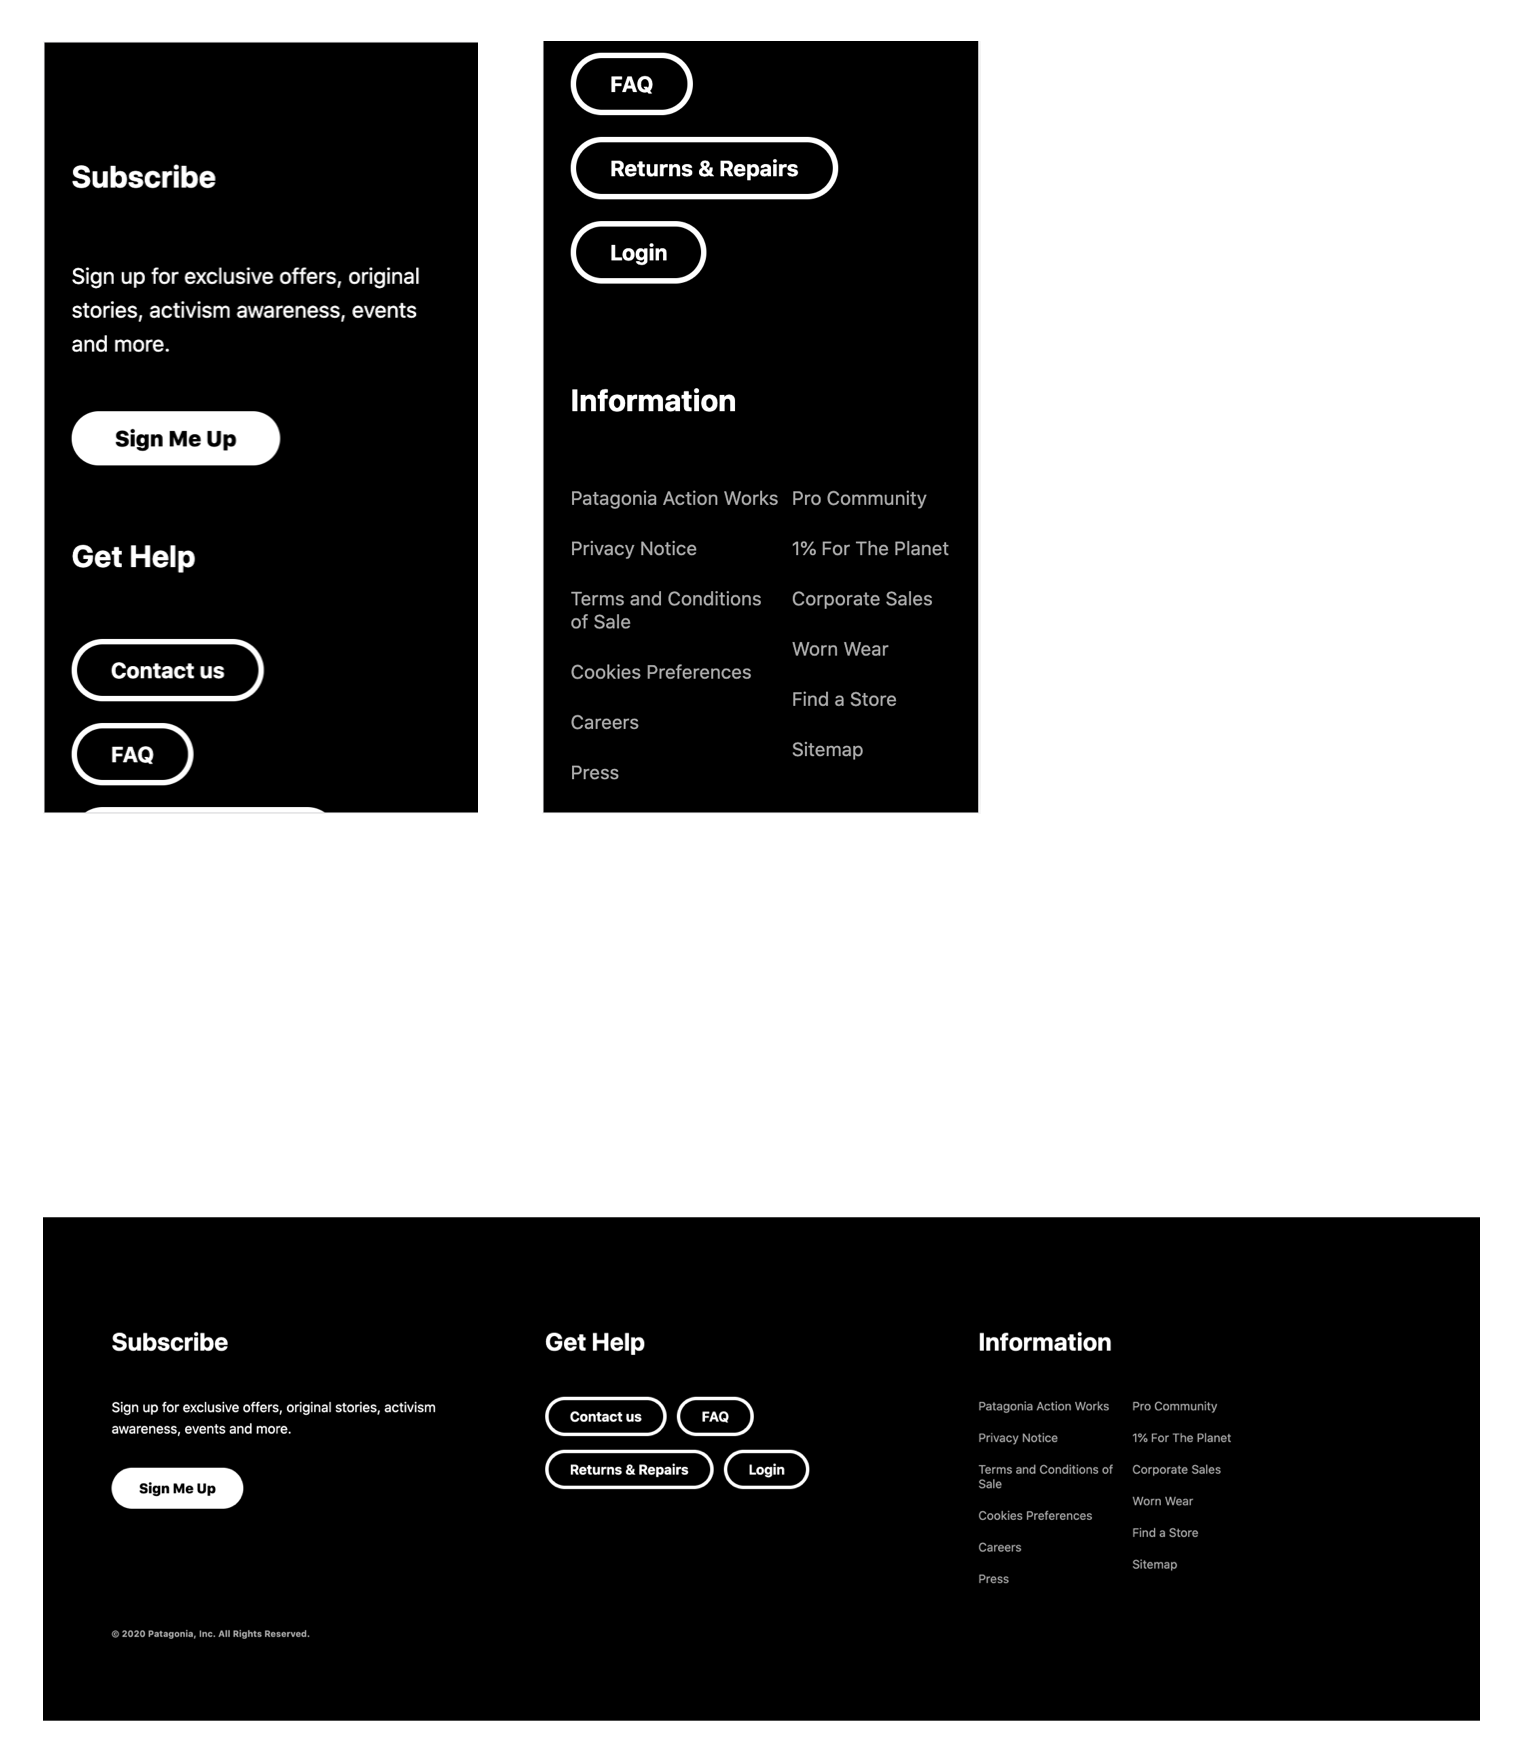 Subscribe
Sign up for exclusive offers, original
stories, activism awareness, events
and more.
Sign Me Up
Get Help
Contact us
FAQ
FAQ
Returns & Repairs
Login
Information
Patagonia Action Works
Privacy Notice
Terms and Conditions
of Sale
Cookies Preferences
Careers
Press
Pro Community
1% For The Planet
Corporate Sales
Worn Wear
Find a Store
Sitemap
Subscribe
Sign up for exclusive offers, original stories, activism
awareness, events and more.
Sign Me Up
Get Help
Contact us
FAQ
Returns & Repairs
Login
Information
Patagonia Action Works
Privacy Notice
Terms and Conditions of
Sale
Cookies Preferences
Careers
Press
Pro Community
1% For The Planet
Corporate Sales
Worn Wear
Find a Store
Sitemap
© 2020 Patagonia, Inc. All Rights Reserved.